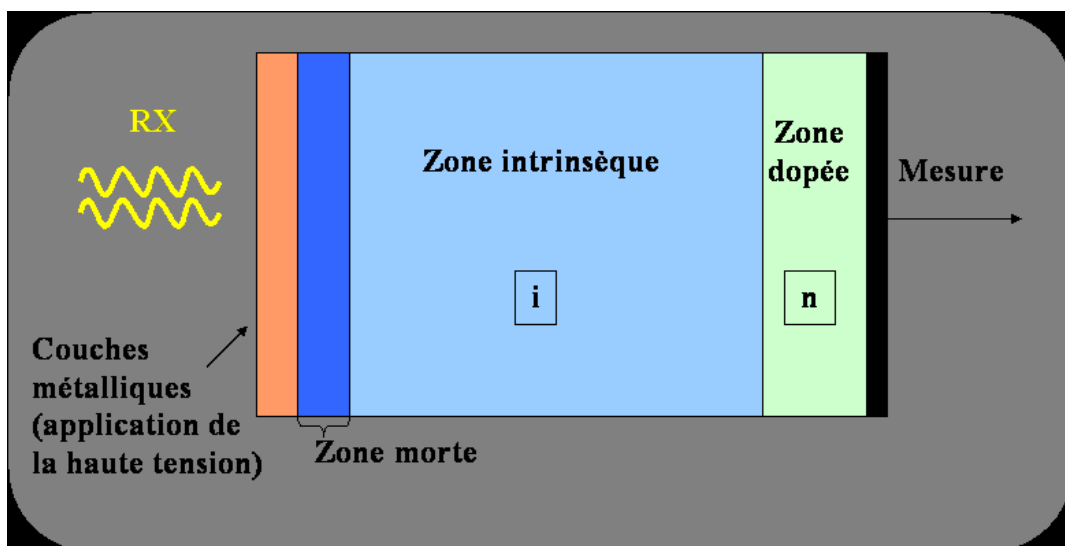 RX
Zone intrinsèque
Zone
dopée
Mesure
i
n
Couches
métalliques
(application de
la haute tension)
Zone morte